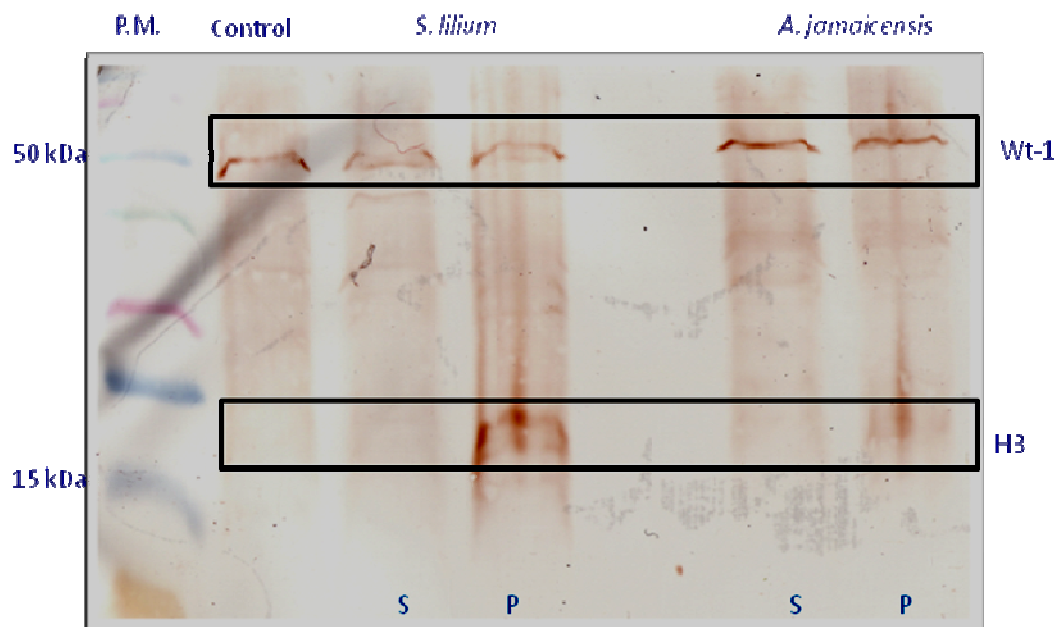 P.M. Control S. lilium A. jamaicensis
50 kDa Wt-1
H3
15 kDa
S P S P